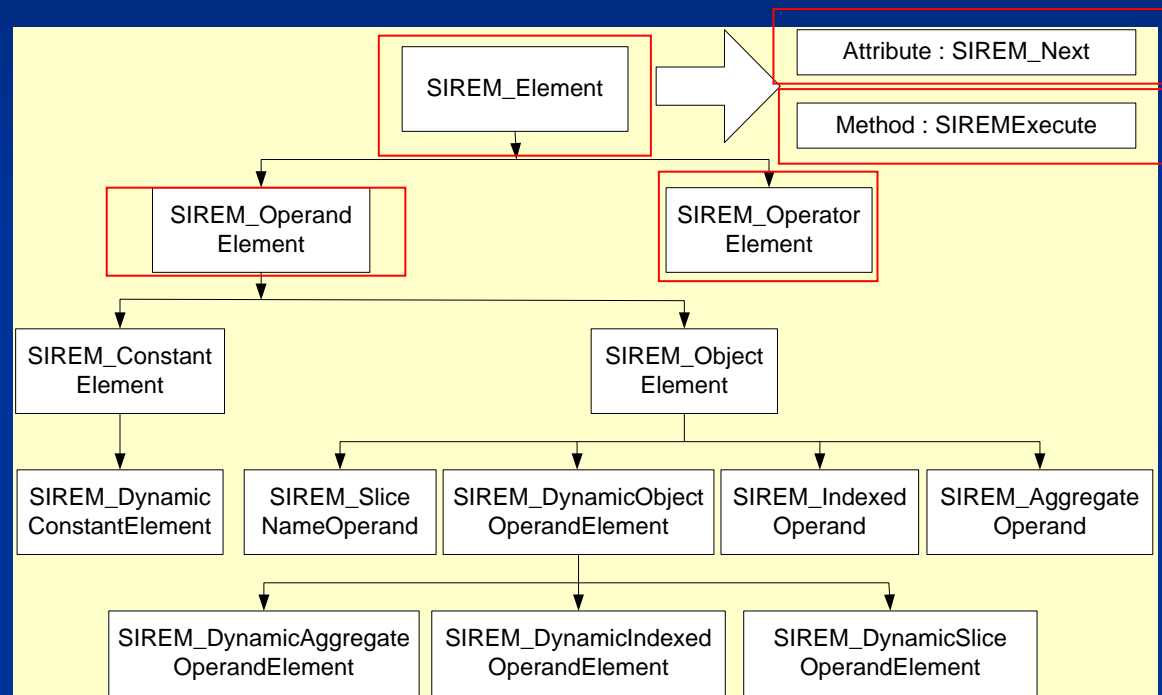 SIREM_Element
Attribute : SIREM_Next
Method : SIREMExecute
SIREM_Operand
Element
SIREM_Operator
Element
SIREM_Constant
Element
SIREM_Object
Element
SIREM_Dynamic
ConstantElement
SIREM_Slice
NameOperand
SIREM_DynamicObject
OperandElement
SIREM_Indexed
Operand
SIREM_Aggregate
Operand
SIREM_DynamicAggregate
OperandElement
SIREM_DynamicIndexed
OperandElement
SIREM_DynamicSlice
OperandElement